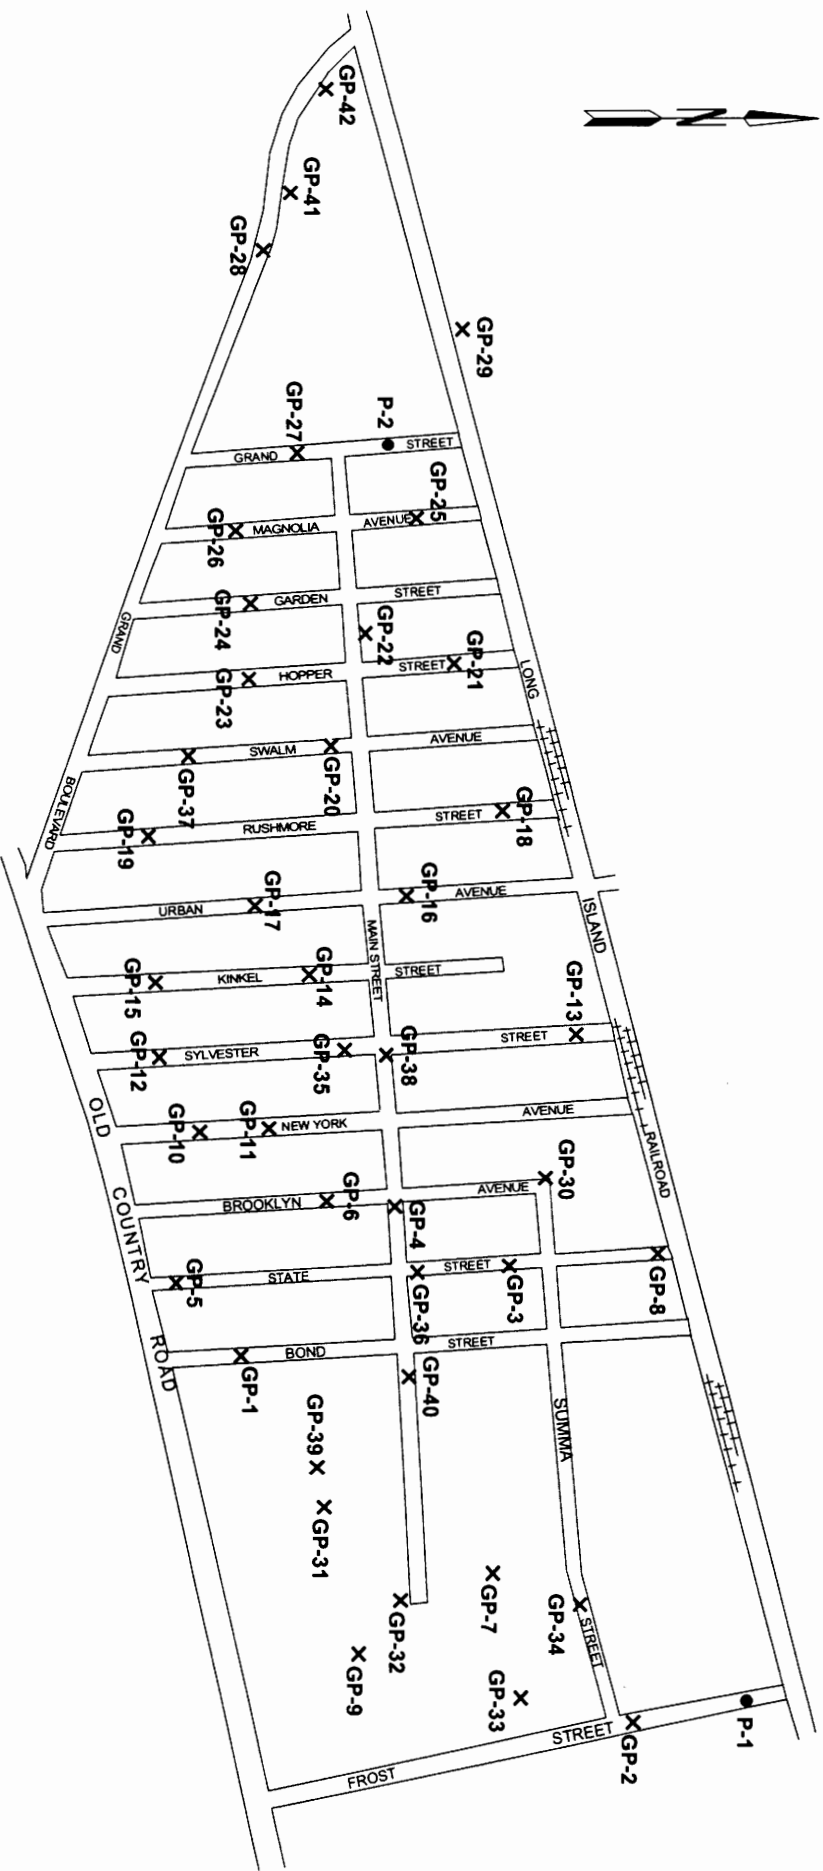 N
GP-42
GP-41
GP-28
GP-29
GP-27
P-2
GRAND STREET
GP-25
GP-26
MAGNOLIA AVENUE
GP-24
GARDEN STREET
GRAND BOULEVARD
GP-22
GP-21
GP-23
HOPPER STREET
LONG ISLAND RAILROAD
SWALM AVENUE
GP-20
GP-37
GP-18
GP-19
RUSHMORE STREET
GP-16
GP-17
URBAN AVENUE
MAIN STREET
GP-15
KINKEL STREET
GP-14
GP-13
GP-12
SYLVESTER STREET
GP-35
GP-38
OLD COUNTRY ROAD
GP-10
GP-11
NEW YORK AVENUE
GP-30
GP-6
BROOKLYN AVENUE
GP-4
GP-8
GP-5
STATE STREET
GP-3
GP-36
BOND STREET
GP-1
GP-40
SUMMA STREET
GP-39
GP-31
GP-7
GP-34
GP-32
GP-9
GP-33
P-1
GP-2
FROST STREET